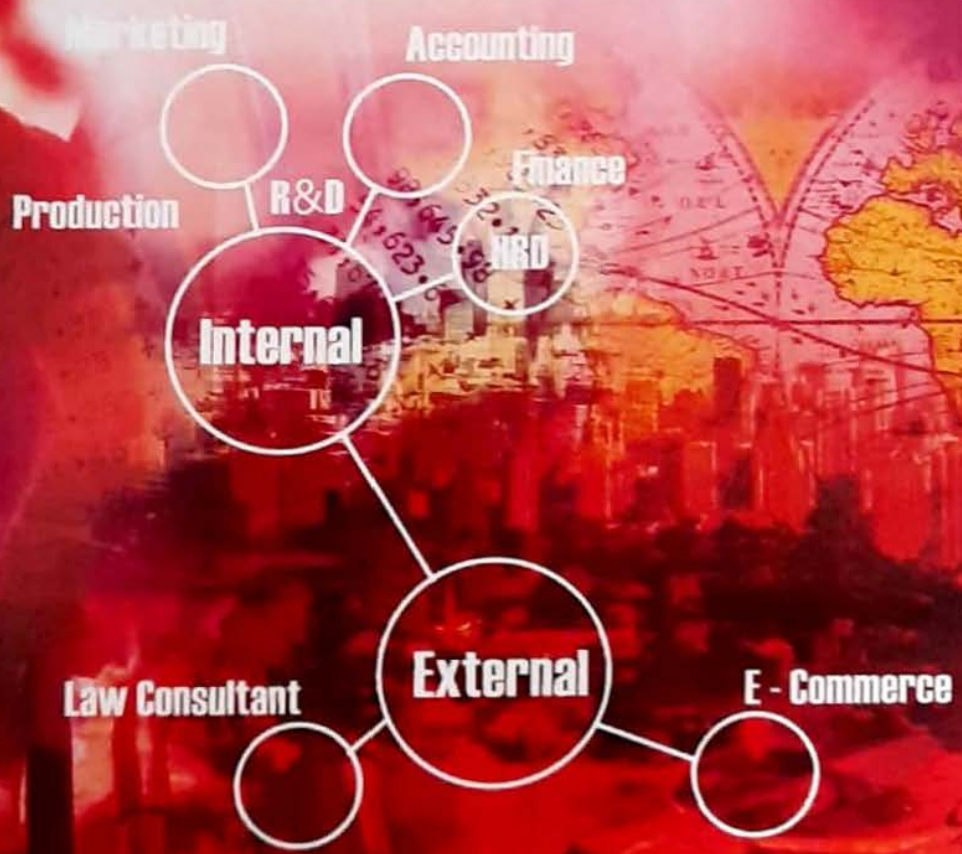 Marketing
Accounting
Finance
Production
R&D
HRD
Internal
External
Law Consultant
E - Commerce